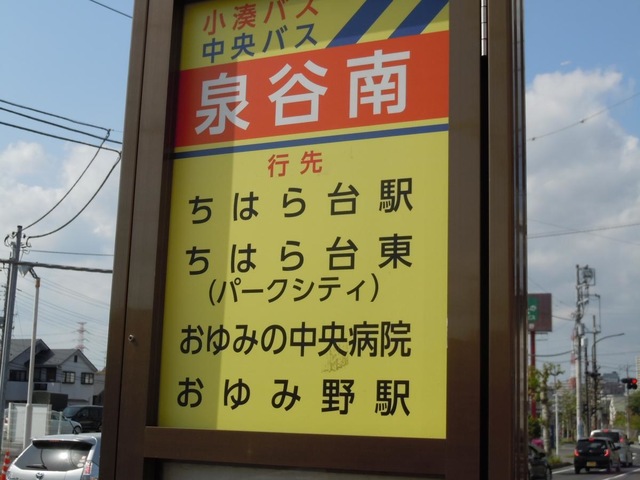 小湊バス
中央バス
泉谷南
行先
ちはら台駅
ちはら台東
(パークシティ)
おゆみの中央病院
おゆみ野駅